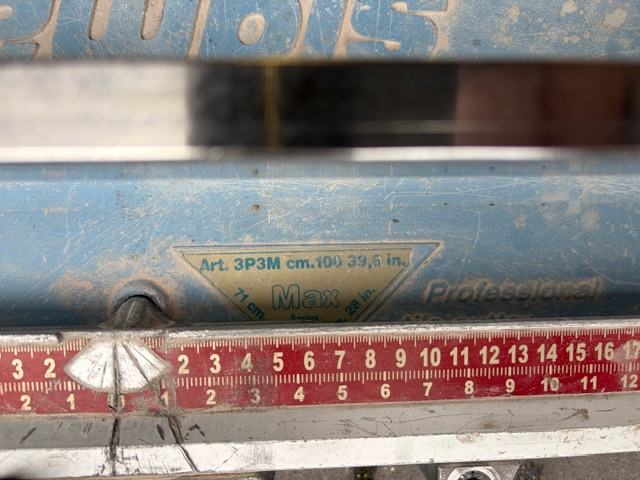 Art. 3P3M cm.100 39,5 in.
71 cm Max 28 in.
Series
Professional
3 2 2 3 4 5 6 7 8 9 10 11 12 13 14 15 16 17
2 1 1 2 3 4 5 6 7 8 9 10 11 12